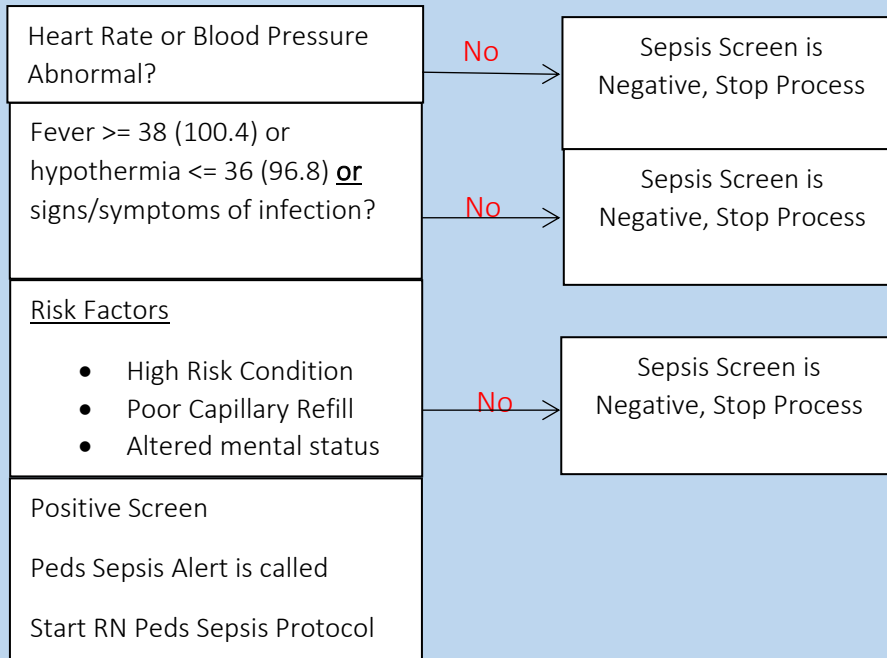 Heart Rate or Blood Pressure
Abnormal?
No
Sepsis Screen is
Negative, Stop Process
Fever >= 38 (100.4) or
hypothermia <= 36 (96.8) or
signs/symptoms of infection?
No
Sepsis Screen is
Negative, Stop Process
Risk Factors
• High Risk Condition
• Poor Capillary Refill
• Altered mental status
No
Sepsis Screen is
Negative, Stop Process
Positive Screen
Peds Sepsis Alert is called
Start RN Peds Sepsis Protocol